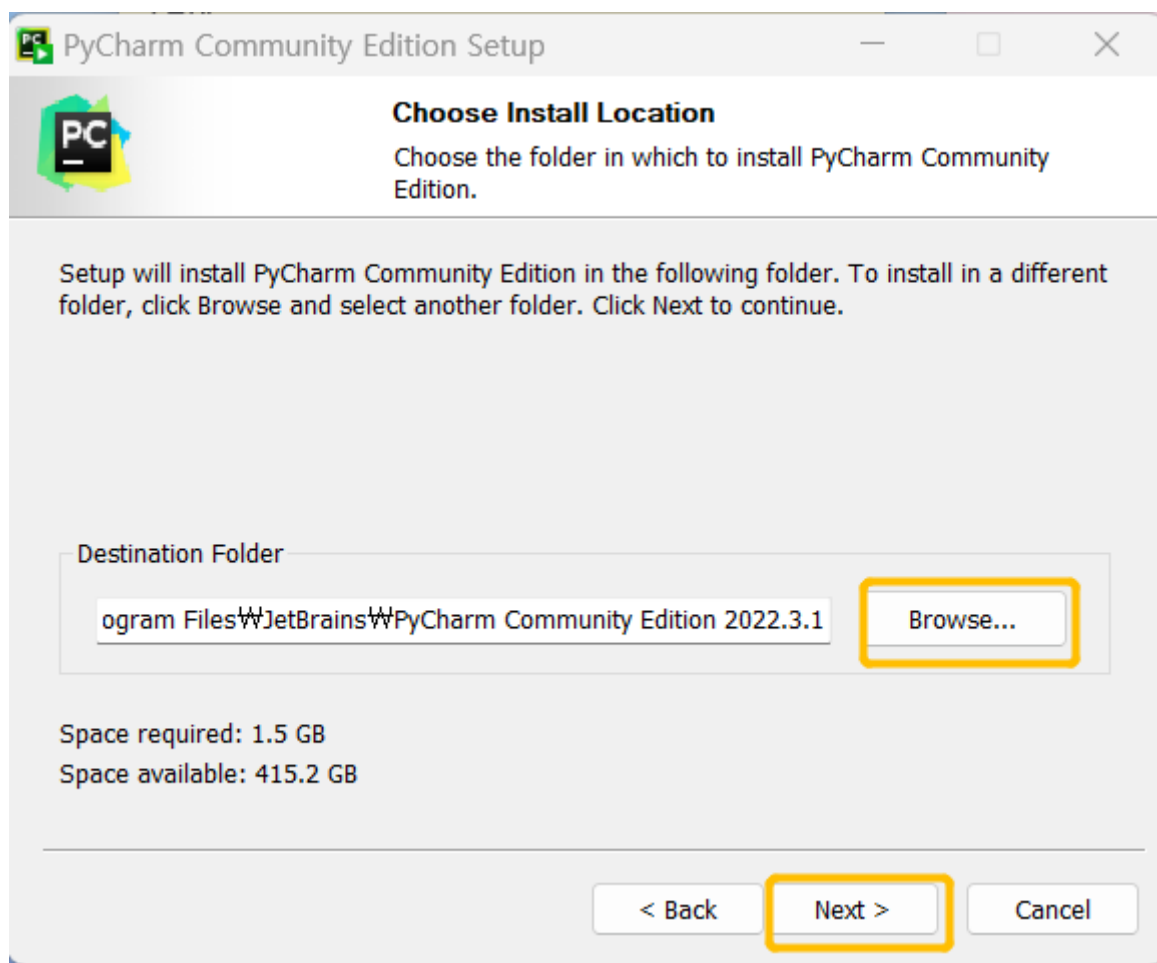 PyCharm Community Edition Setup
PC
Choose Install Location
Choose the folder in which to install PyCharm Community
Edition.
Setup will install PyCharm Community Edition in the following folder. To install in a different
folder, click Browse and select another folder. Click Next to continue.
Destination Folder
ogram Files₩JetBrains₩PyCharm Community Edition 2022.3.1
Browse...
Space required: 1.5 GB
Space available: 415.2 GB
< Back
Next >
Cancel